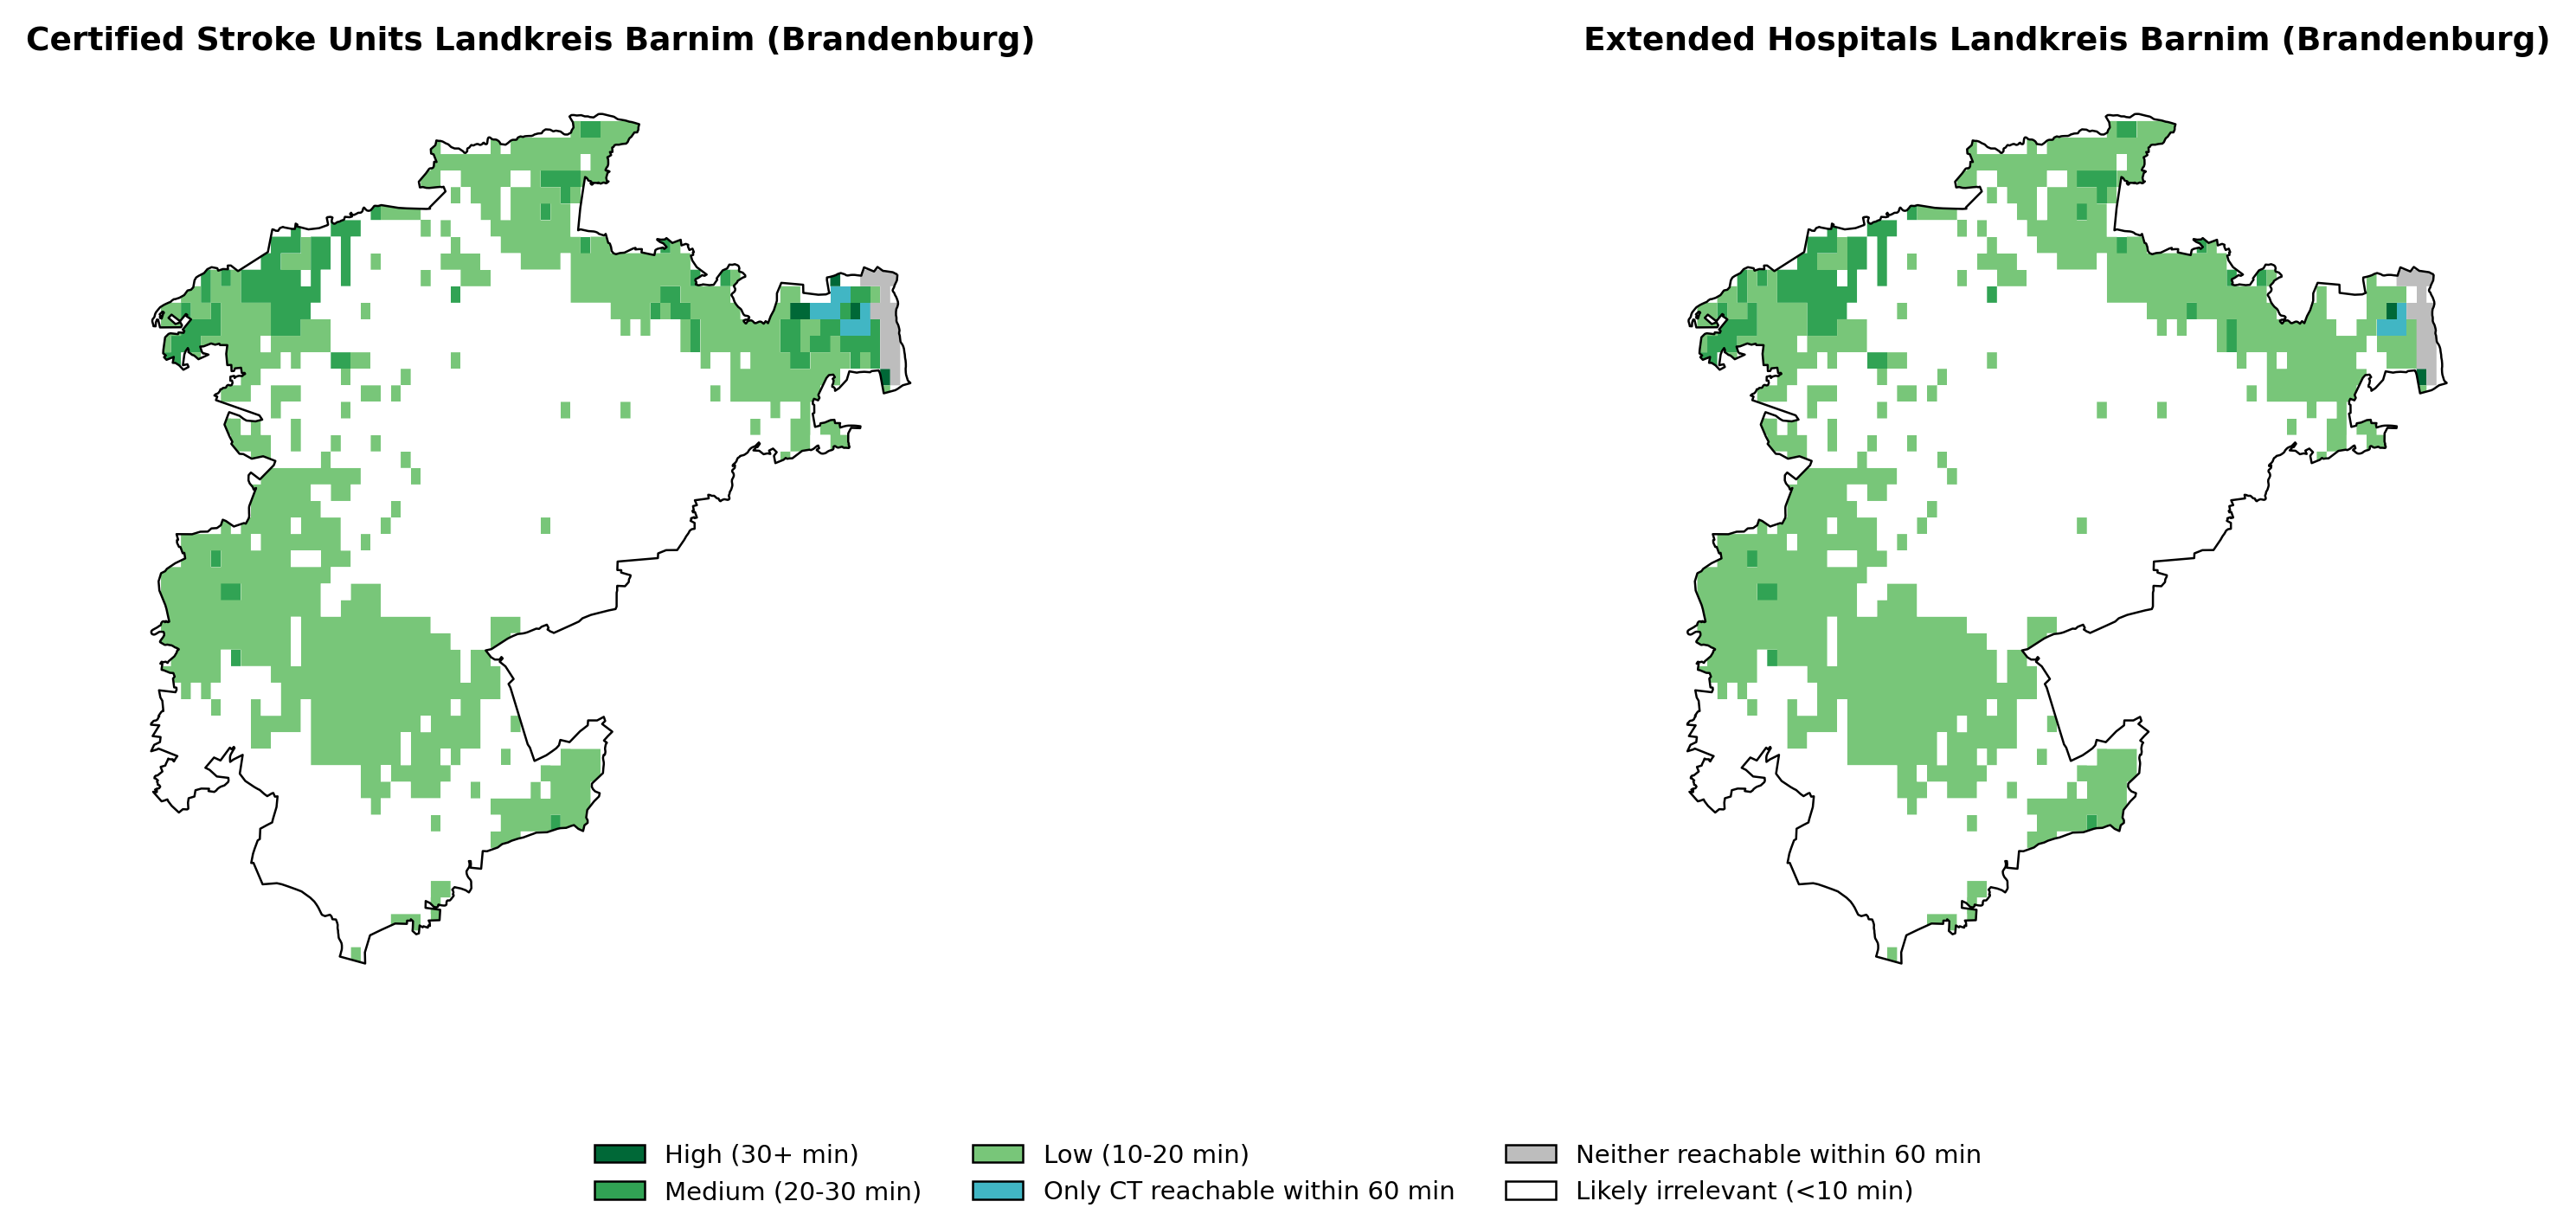 Certified Stroke Units Landkreis Barnim (Brandenburg)
Extended Hospitals Landkreis Barnim (Brandenburg)
High (30+ min)
Medium (20-30 min)
Low (10-20 min)
Only CT reachable within 60 min
Neither reachable within 60 min
Likely irrelevant (<10 min)